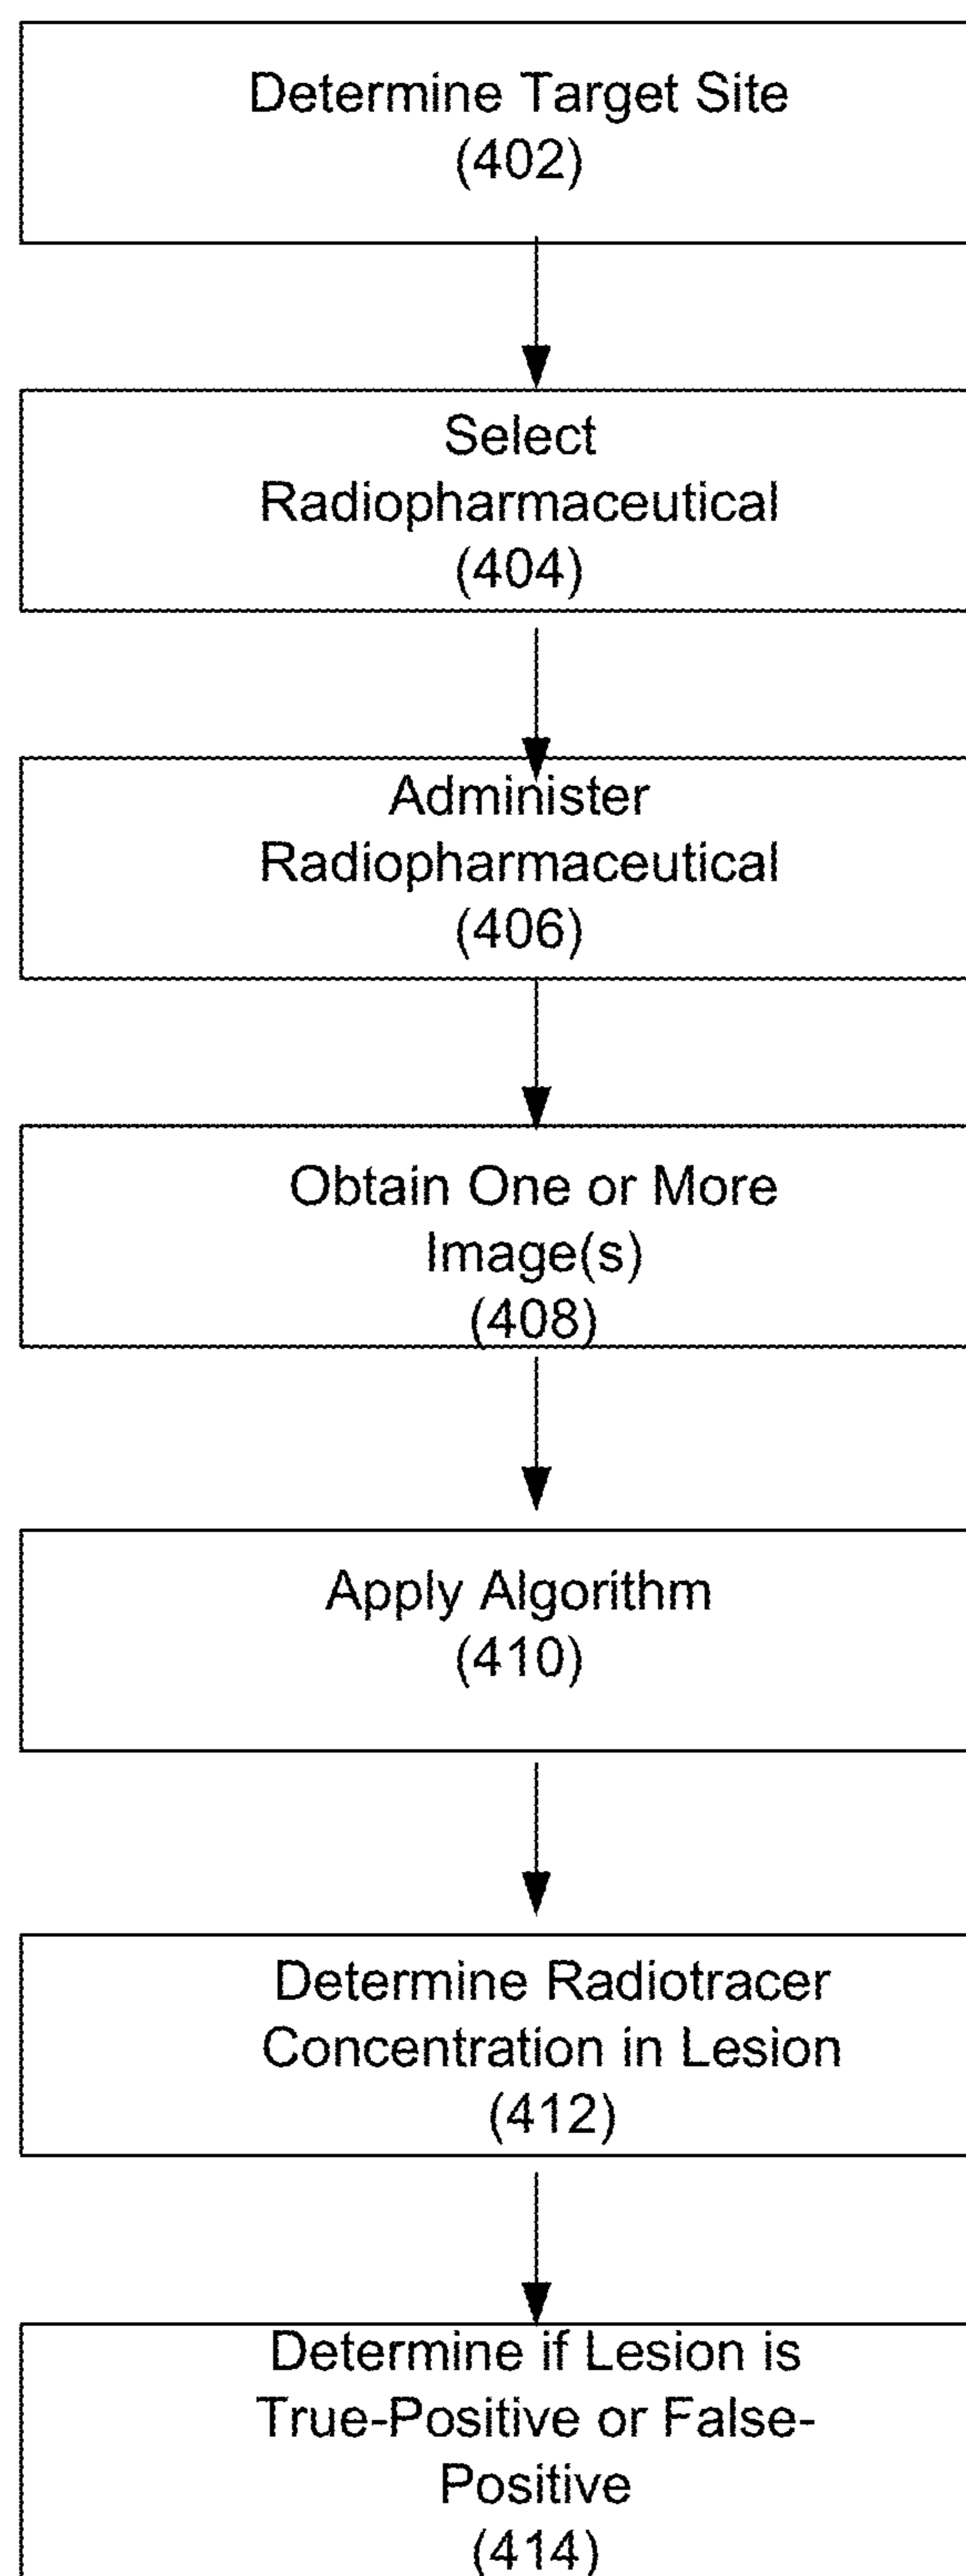 Determine Target Site
(402)
Select
Radiopharmaceutical
(404)
Administer
Radiopharmaceutical
(406)
Obtain One or More
Image(s)
(408)
Apply Algorithm
(410)
Determine Radiotracer
Concentration in Lesion
(412)
Determine if Lesion is
True-Positive or False-
Positive
(414)